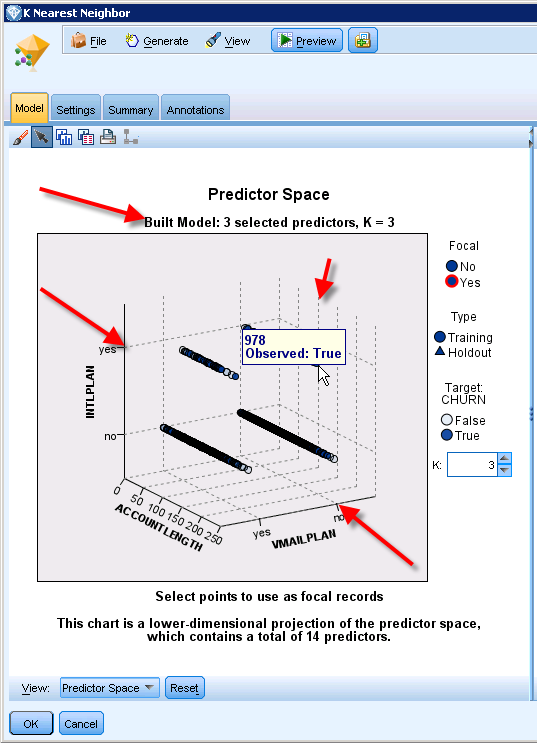 K Nearest Neighbor
File Generate View Preview
Model Settings Summary Annotations
Predictor Space
Built Model: 3 selected predictors, K = 3
Focal
No
Yes
Type
Training
Holdout
Target:
CHURN
False
True
K: 3
978
Observed: True
INTLPLAN
yes
no
0 50 100 150 200 250
ACCOUNTLENGTH
yes
no
VMAILPLAN
Select points to use as focal records
This chart is a lower-dimensional projection of the predictor space,
which contains a total of 14 predictors.
View: Predictor Space Reset
OK Cancel